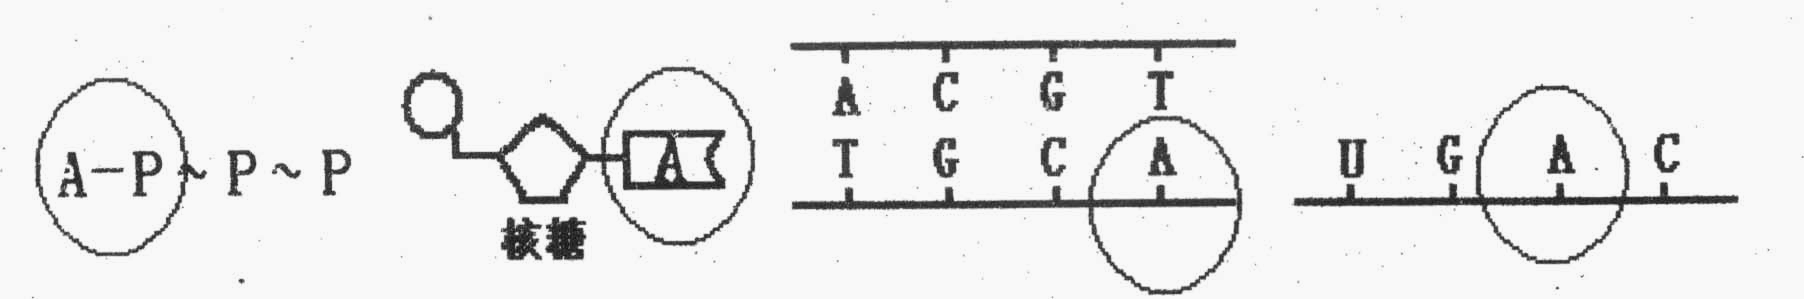 A-P~P~P
A
核糖
A C G T
T G C A
U G A C